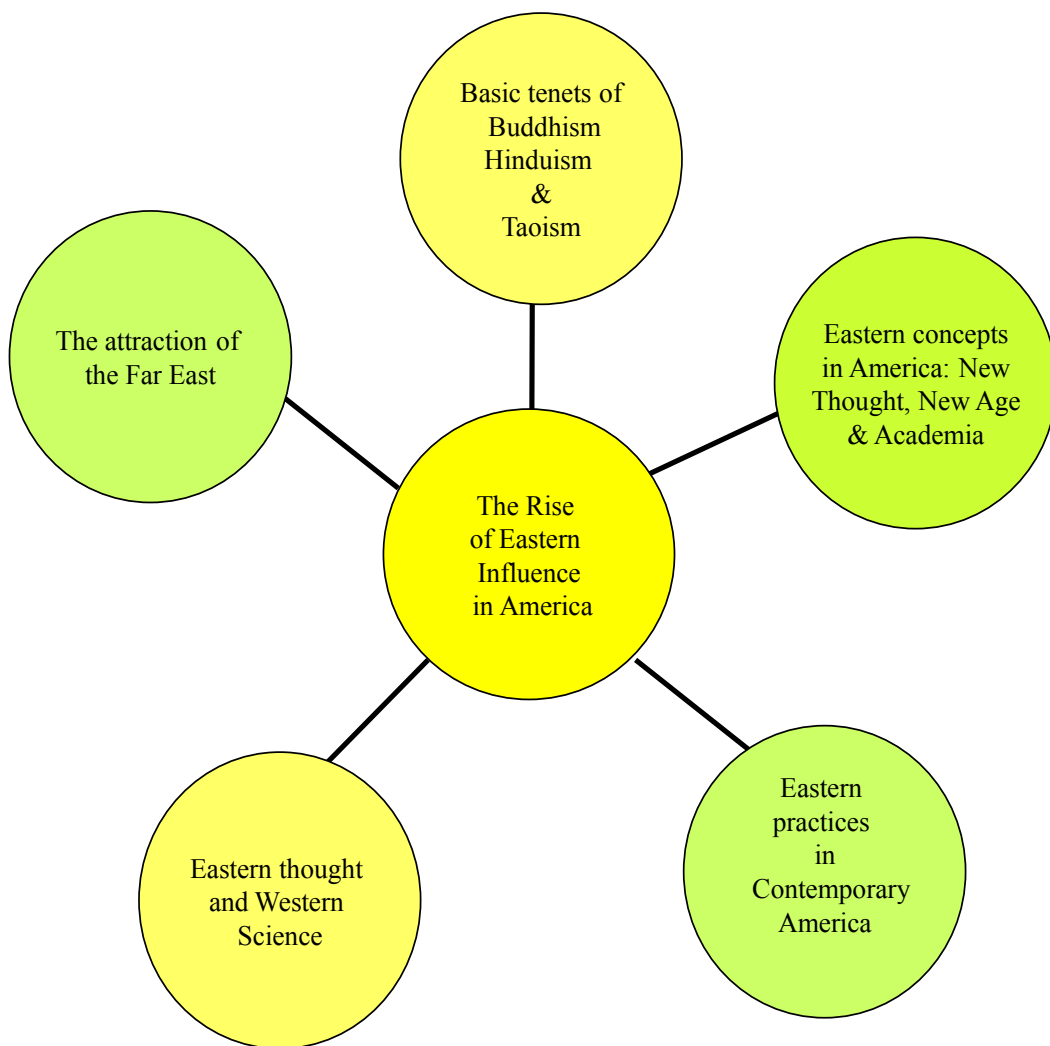 Basic tenets of
Buddhism
Hinduism
&
Taoism
The attraction of
the Far East
Eastern concepts
in America: New
Thought, New Age
& Academia
The Rise
of Eastern
Influence
in America
Eastern thought
and Western
Science
Eastern
practices
in
Contemporary
America